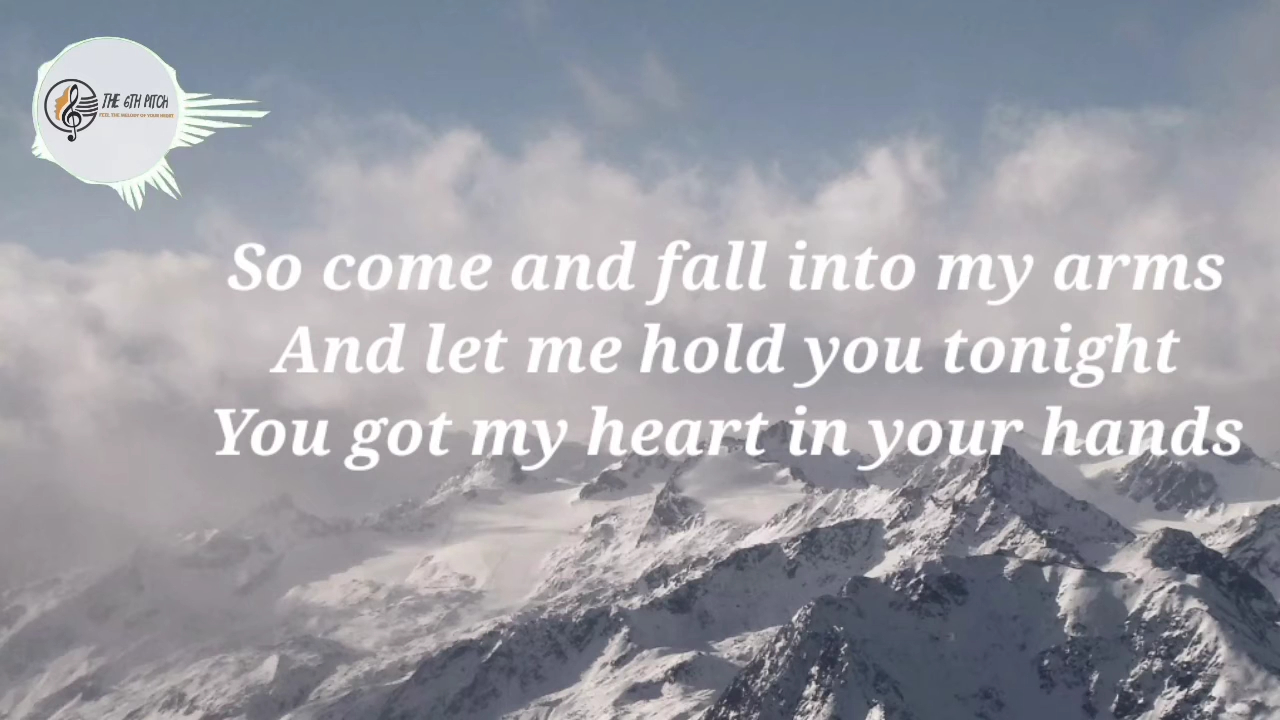 THE 6TH PITCH
FEEL THE MELODY OF YOUR HEART
So come and fall into my arms
And let me hold you tonight
You got my heart in your hands